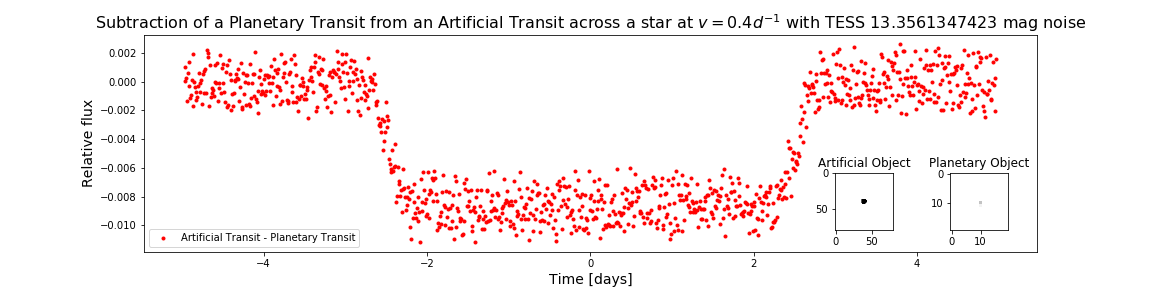 Subtraction of a Planetary Transit from an Artificial Transit across a star at v = 0.4d⁻¹ with TESS 13.3561347423 mag noise
Relative flux
0.002
0.000
−0.002
−0.004
−0.006
−0.008
−0.010
Artificial Transit - Planetary Transit
Artificial Object
0
50
0 50
Planetary Object
0
10
0 10
−4 −2 0 2 4
Time [days]